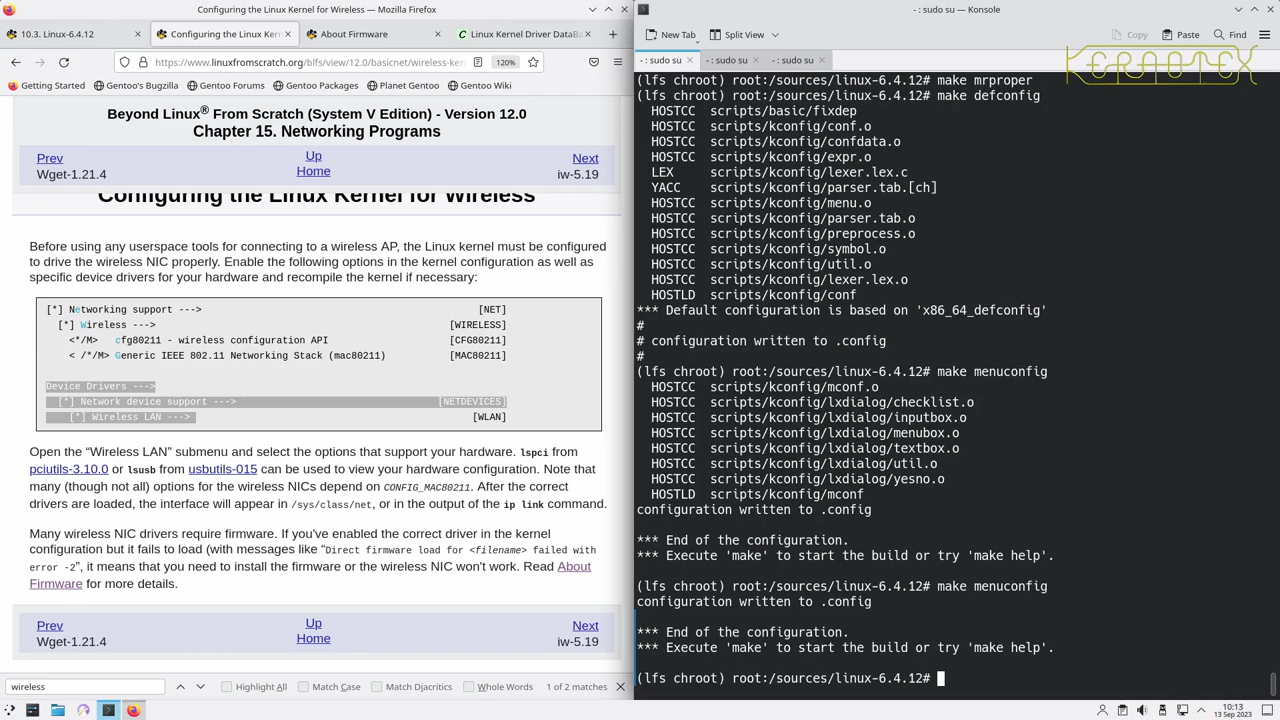 Configuring the Linux Kernel for Wireless — Mozilla Firefox
10.3. Linux-6.4.12
Configuring the Linux Kern
About Firmware
Linux Kernel Driver DataBa
https://www.linuxfromscratch.org/blfs/view/12.0/basicnet/wireless-kern
120%
Getting Started
Gentoo's Bugzilla
Gentoo Forums
Gentoo Packages
Planet Gentoo
Gentoo Wiki
Beyond Linux® From Scratch (System V Edition) - Version 12.0
Chapter 15. Networking Programs
Prev
Wget-1.21.4
Up
Home
Next
iw-5.19
Configuring the Linux Kernel for Wireless
Before using any userspace tools for connecting to a wireless AP, the Linux kernel must be configured
to drive the wireless NIC properly. Enable the following options in the kernel configuration as well as
specific device drivers for your hardware and recompile the kernel if necessary:
[*] Networking support ---> [NET]
[*] Wireless ---> [WIRELESS]
<*/M> cfg80211 - wireless configuration API [CFG80211]
< /*/M> Generic IEEE 802.11 Networking Stack (mac80211) [MAC80211]
Device Drivers --->
[*] Network device support ---> [NETDEVICES]
[*] Wireless LAN ---> [WLAN]
Open the “Wireless LAN” submenu and select the options that support your hardware. lspci from
pciutils-3.10.0 or lsusb from usbutils-015 can be used to view your hardware configuration. Note that
many (though not all) options for the wireless NICs depend on CONFIG_MAC80211. After the correct
drivers are loaded, the interface will appear in /sys/class/net, or in the output of the ip link command.
Many wireless NIC drivers require firmware. If you've enabled the correct driver in the kernel
configuration but it fails to load (with messages like “Direct firmware load for <filename> failed with
error -2”, it means that you need to install the firmware or the wireless NIC won't work. Read About
Firmware for more details.
Prev
Wget-1.21.4
Up
Home
Next
iw-5.19
wireless
Highlight All
Match Case
Match Diacritics
Whole Words
1 of 2 matches
- : sudo su — Konsole
New Tab
Split View
Copy
Paste
Find
- : sudo su
- : sudo su
- : sudo su
KERNOTEX
(lfs chroot) root:/sources/linux-6.4.12# make mrproper
(lfs chroot) root:/sources/linux-6.4.12# make defconfig
HOSTCC scripts/basic/fixdep
HOSTCC scripts/kconfig/conf.o
HOSTCC scripts/kconfig/confdata.o
HOSTCC scripts/kconfig/expr.o
LEX scripts/kconfig/lexer.lex.c
YACC scripts/kconfig/parser.tab.[ch]
HOSTCC scripts/kconfig/menu.o
HOSTCC scripts/kconfig/parser.tab.o
HOSTCC scripts/kconfig/preprocess.o
HOSTCC scripts/kconfig/symbol.o
HOSTCC scripts/kconfig/util.o
HOSTCC scripts/kconfig/lexer.lex.o
HOSTLD scripts/kconfig/conf
*** Default configuration is based on 'x86_64_defconfig'
#
# configuration written to .config
#
(lfs chroot) root:/sources/linux-6.4.12# make menuconfig
HOSTCC scripts/kconfig/mconf.o
HOSTCC scripts/kconfig/lxdialog/checklist.o
HOSTCC scripts/kconfig/lxdialog/inputbox.o
HOSTCC scripts/kconfig/lxdialog/menubox.o
HOSTCC scripts/kconfig/lxdialog/textbox.o
HOSTCC scripts/kconfig/lxdialog/util.o
HOSTCC scripts/kconfig/lxdialog/yesno.o
HOSTLD scripts/kconfig/mconf
configuration written to .config
*** End of the configuration.
*** Execute 'make' to start the build or try 'make help'.
(lfs chroot) root:/sources/linux-6.4.12# make menuconfig
configuration written to .config
*** End of the configuration.
*** Execute 'make' to start the build or try 'make help'.
(lfs chroot) root:/sources/linux-6.4.12#
10:13
13 Sep 2023